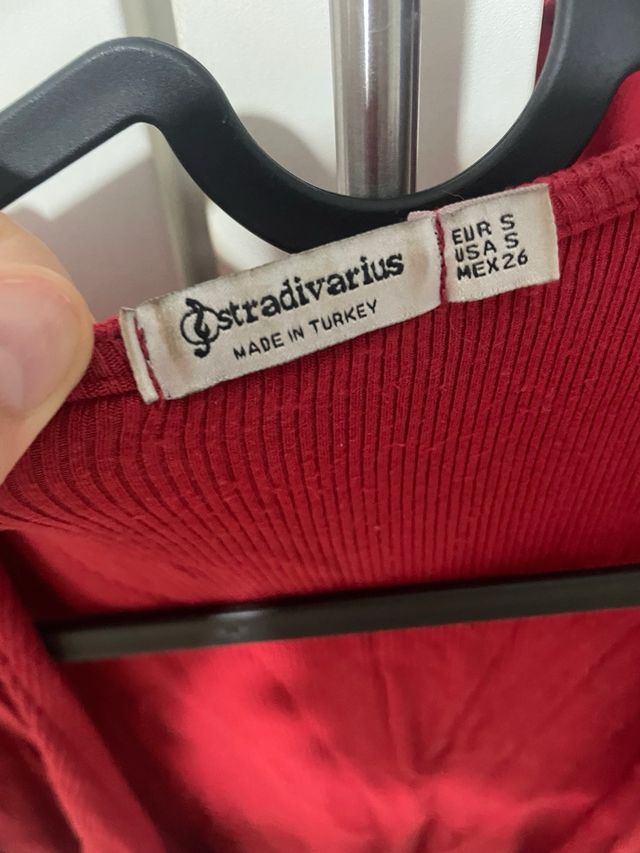 stradivarius
MADE IN TURKEY
EUR S
USA S
MEX 26